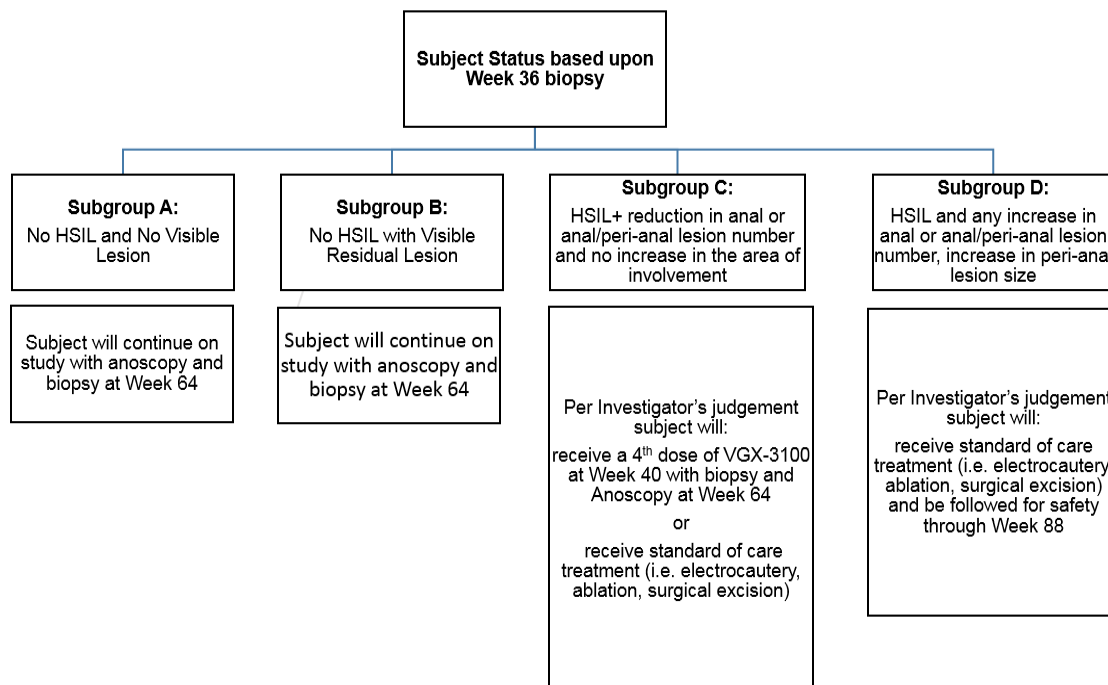 Subject Status based upon
Week 36 biopsy
Subgroup A:
No HSIL and No Visible
Lesion
Subject will continue on
study with anoscopy and
biopsy at Week 64
Subgroup B:
No HSIL with Visible
Residual Lesion
Subject will continue on
study with anoscopy and
biopsy at Week 64
Subgroup C:
HSIL+ reduction in anal or
anal/peri-anal lesion number
and no increase in the area of
involvement
Per Investigator's judgement
subject will:
receive a 4th dose of VGX-3100
at Week 40 with biopsy and
Anoscopy at Week 64
or
receive standard of care
treatment (i.e. electrocautery,
ablation, surgical excision)
Subgroup D:
HSIL and any increase in
anal or anal/peri-anal lesion
number, increase in peri-anal
lesion size
Per Investigator's judgement
subject will:
receive standard of care
treatment (i.e. electrocautery,
ablation, surgical excision)
and be followed for safety
through Week 88